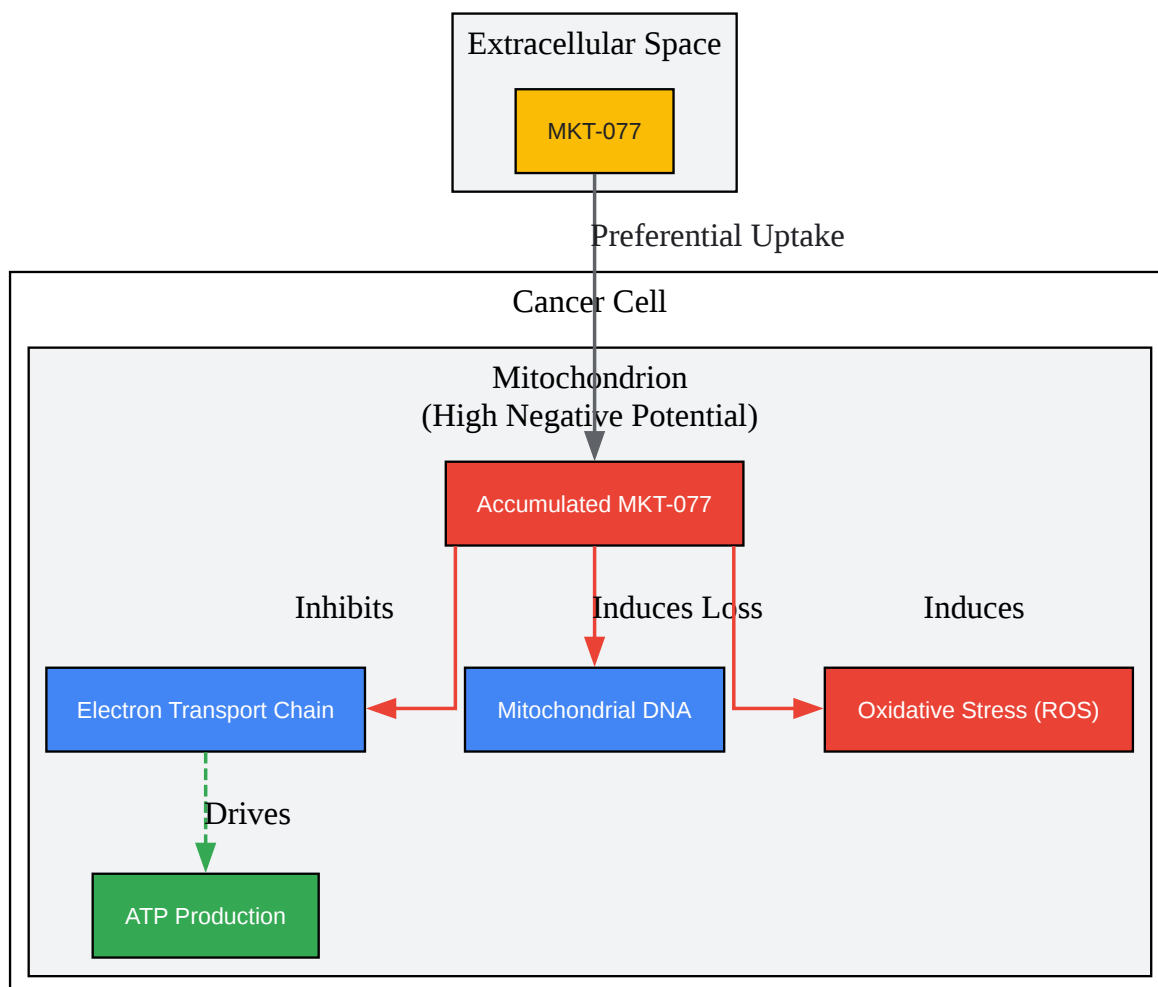 Extracellular Space
MKT-077
Preferential Uptake
Cancer Cell
Mitochondrion
(High Negative Potential)
Accumulated MKT-077
Inhibits
Induces Loss
Induces
Electron Transport Chain
Mitochondrial DNA
Oxidative Stress (ROS)
Drives
ATP Production